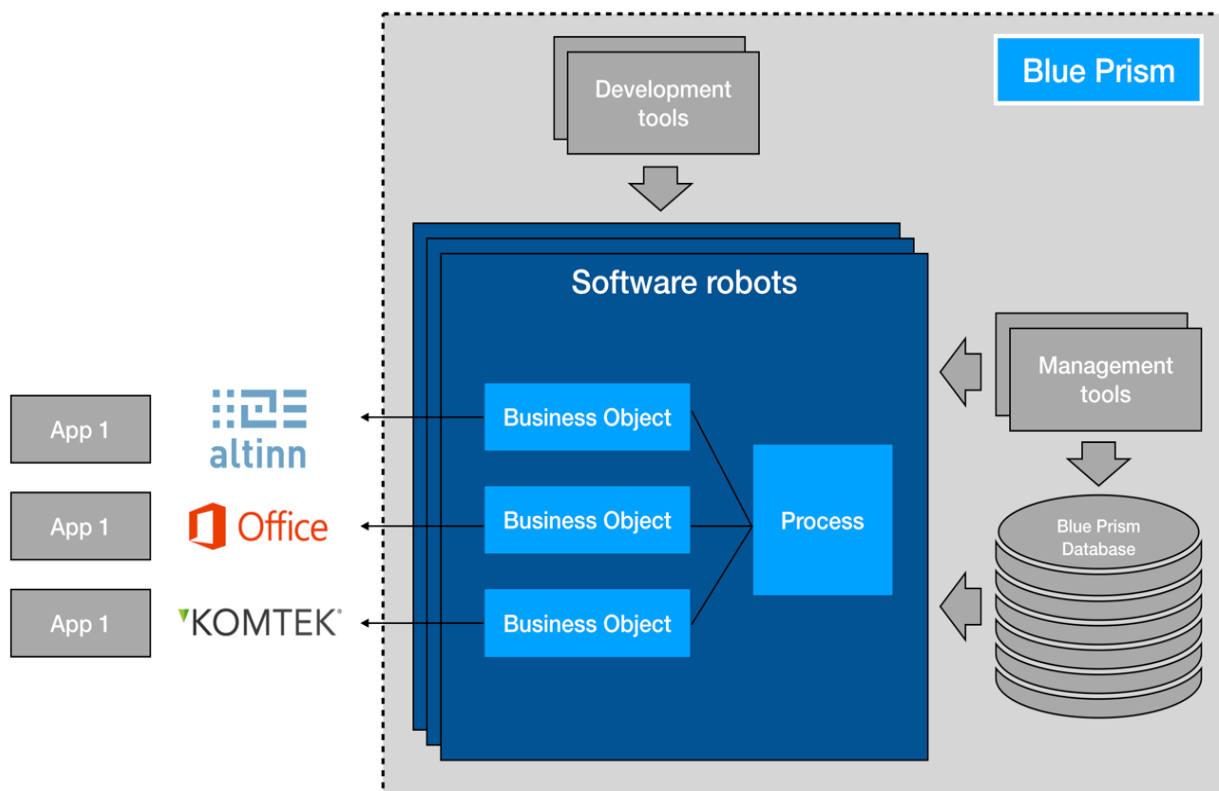 Blue Prism
Development
tools
Software robots
Management
tools
App 1
altinn
Business Object
App 1
Office
Business Object
Process
Blue Prism
Database
App 1
KOMTEK
Business Object